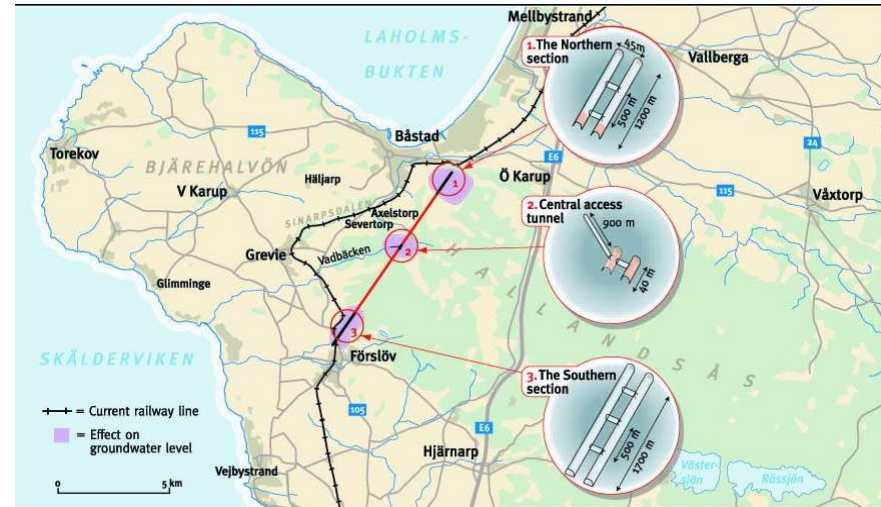 Mellbystrand
LAHOLMS-
BUKTEN
1. The Northern
section
45m
500 m
1200 m
Vallberga
115
Båstad
Torekov
BJÄREHALVÖN
Häljarp
V Karup
1
Ö Karup
E6
24
115
Våxtorp
SINARPSDALEN
Axelstorp
Severtorp
2. Central access
tunnel
900 m
40 m
Grevie
Vadbäcken
2
Glimminge
HALLANDSÅS
3
SKÄLDERVIKEN
Förslöv
3. The Southern
section
500 m
1700 m
= Current railway line
= Effect on
groundwater level
105
E6
Hjärnarp
Väster-
sjön
Rössjön
Vejbystrand
0
5 km